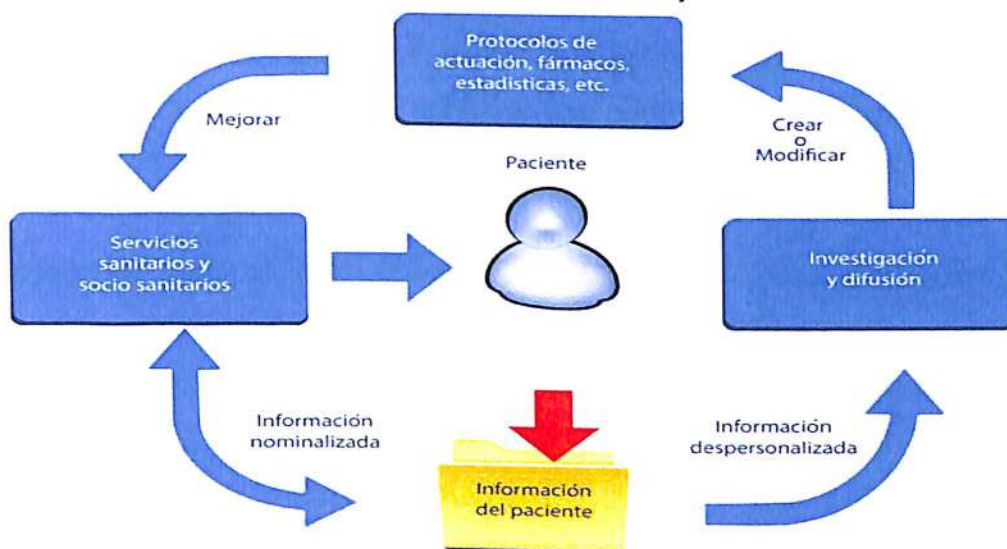 Protocolos de
actuación, fármacos,
estadísticas, etc.
Mejorar
Crear
o
Modificar
Paciente
Servicios
sanitarios y
socio sanitarios
Investigación
y difusión
Información
nominalizada
Información
despersonalizada
Información
del paciente